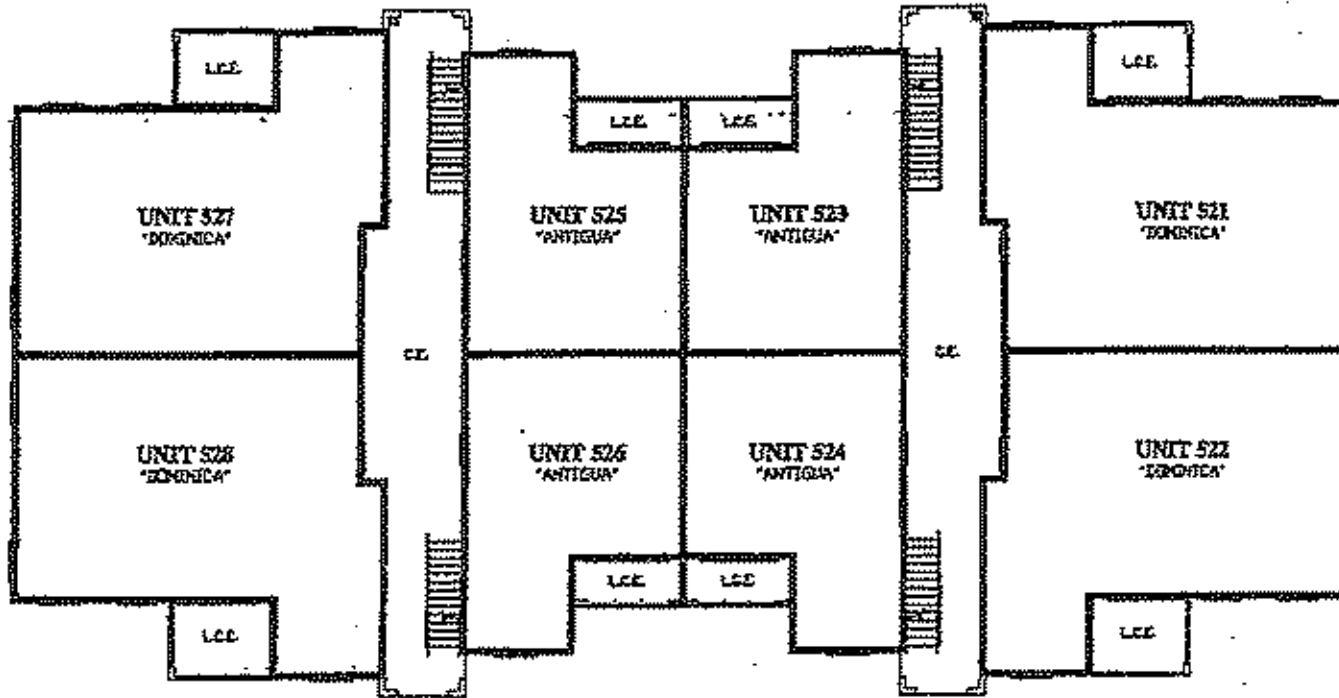 L.C.E.
L.C.E.
L.C.E.
L.C.E.
UNIT 527
"DOMINICA"
UNIT 525
"ANTIGUA"
UNIT 523
"ANTIGUA"
UNIT 521
"DOMINICA"
C.E.
C.E.
UNIT 528
"DOMINICA"
UNIT 526
"ANTIGUA"
UNIT 524
"ANTIGUA"
UNIT 522
"DOMINICA"
L.C.E.
L.C.E.
L.C.E.
L.C.E.